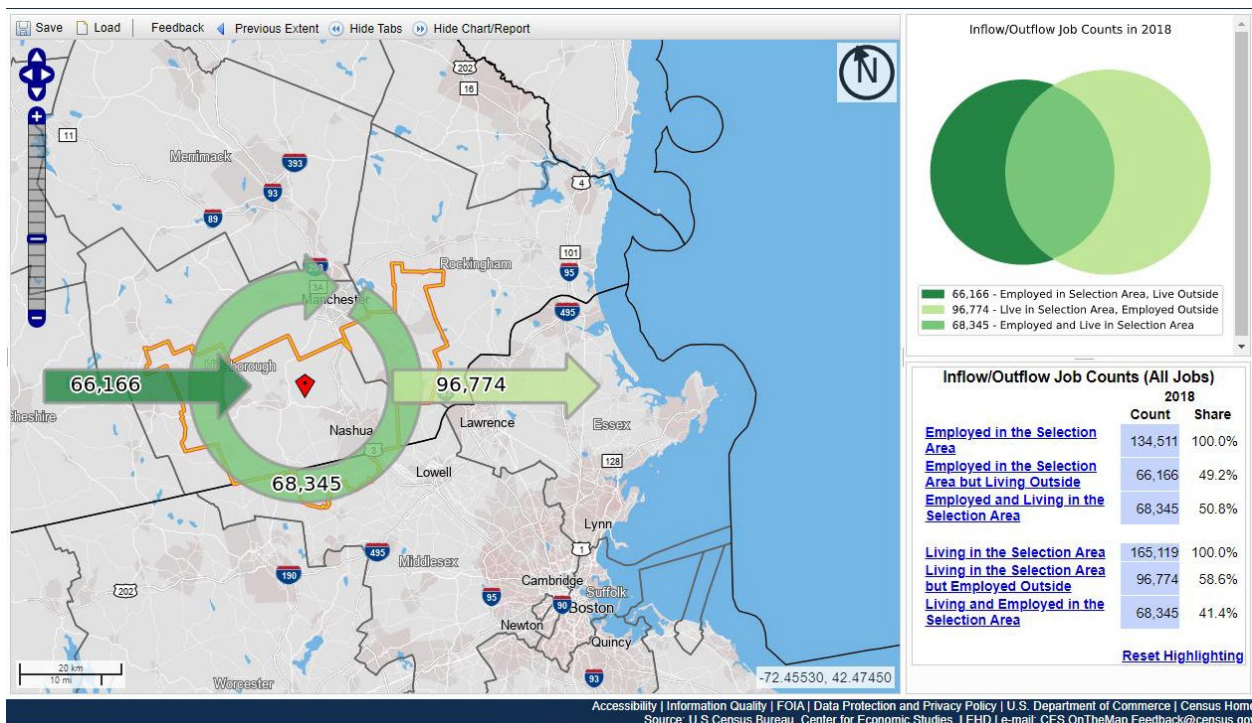 Save Load Feedback Previous Extent Hide Tabs Hide Chart/Report
202
16
N
11
Merrimack
393
93
4
89
Rockingham
101
95
293
3A
Manchester
495
66,166
96,774
Cheshire
Nashua
Lawrence
Essex
3
128
68,345
Lowell
Lynn
1
495
Middlesex
190
202
Cambridge
Suffolk
95
90
Boston
Newton
Quincy
20 km
10 mi
93
Worcester
-72.45530, 42.47450
Inflow/Outflow Job Counts in 2018
66,166 - Employed in Selection Area, Live Outside
96,774 - Live in Selection Area, Employed Outside
68,345 - Employed and Live in Selection Area
Inflow/Outflow Job Counts (All Jobs)
2018
Count Share
Employed in the Selection
Area 134,511 100.0%
Employed in the Selection
Area but Living Outside 66,166 49.2%
Employed and Living in the
Selection Area 68,345 50.8%
Living in the Selection Area 165,119 100.0%
Living in the Selection Area
but Employed Outside 96,774 58.6%
Living and Employed in the
Selection Area 68,345 41.4%
Reset Highlighting
Accessibility | Information Quality | FOIA | Data Protection and Privacy Policy | U.S. Department of Commerce | Census Home
Source: U.S.Census Bureau, Center for Economic Studies, LEHD | e-mail: CES.OnTheMap.Feedback@census.gov